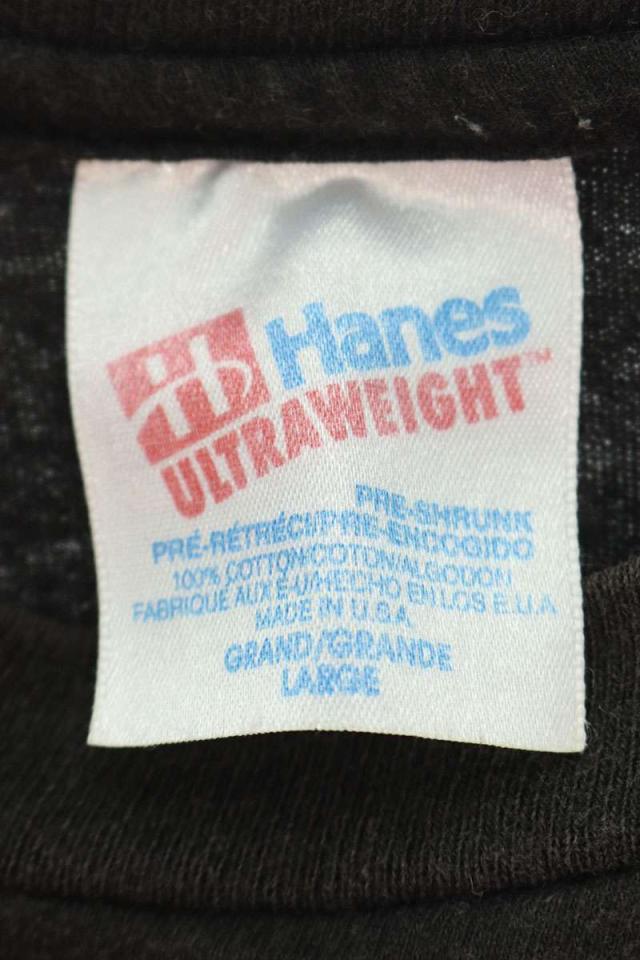 Hanes
ULTRAWEIGHT™
PRE-SHRUNK
PRÉ-RÉTRÉCI/PRE-ENCOGIDO
100% COTTON/COTON/ALGODON
FABRIQUE AUX E-U/HECHO EN LOS E.U.A
MADE IN U.S.A.
GRAND/GRANDE
LARGE